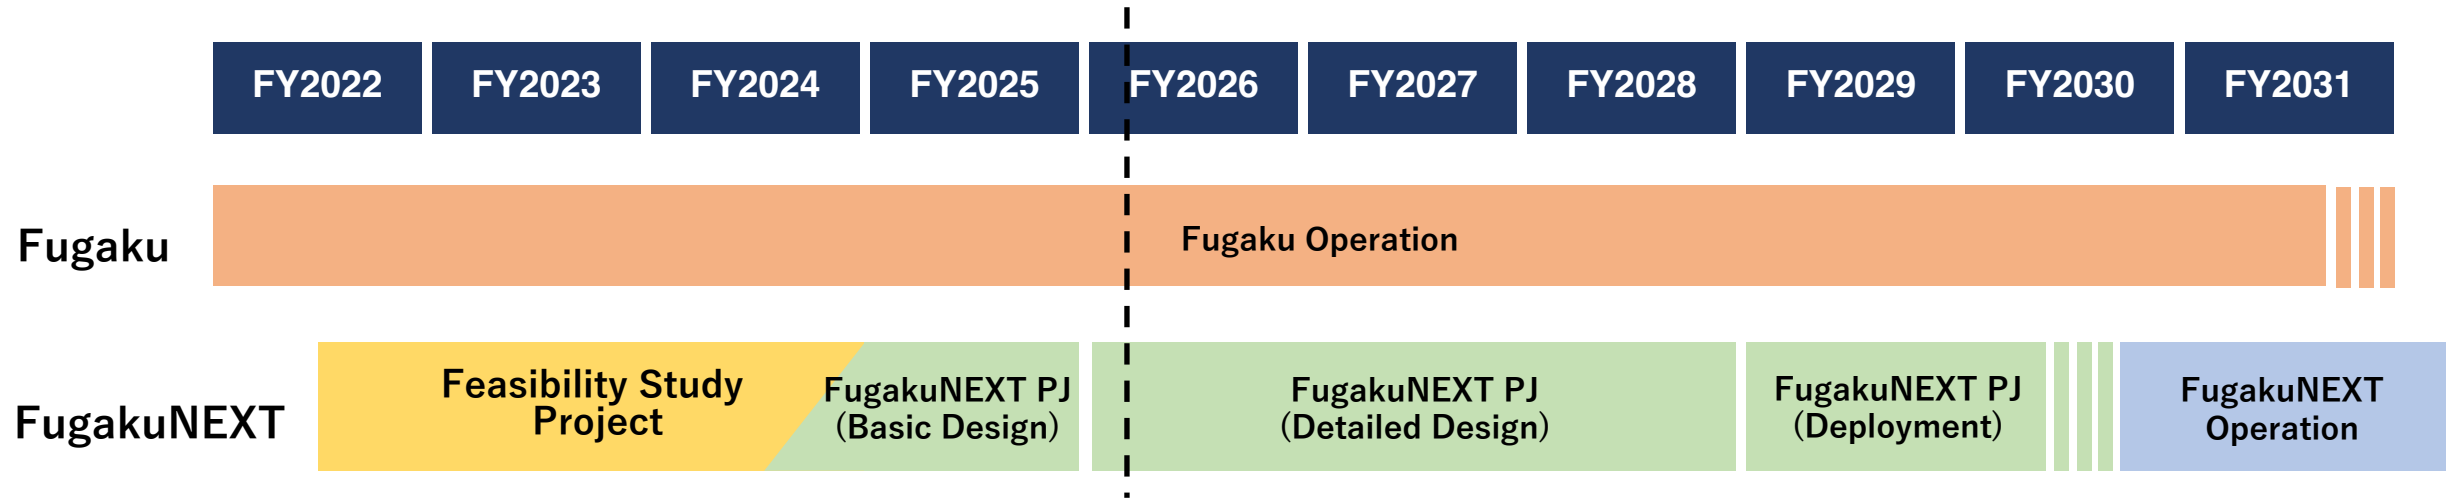 FY2022
FY2023
FY2024
FY2025
FY2026
FY2027
FY2028
FY2029
FY2030
FY2031
Fugaku
Fugaku Operation
FugakuNEXT
Feasibility Study
Project
FugakuNEXT PJ
(Basic Design)
FugakuNEXT PJ
(Detailed Design)
FugakuNEXT PJ
(Deployment)
FugakuNEXT
Operation